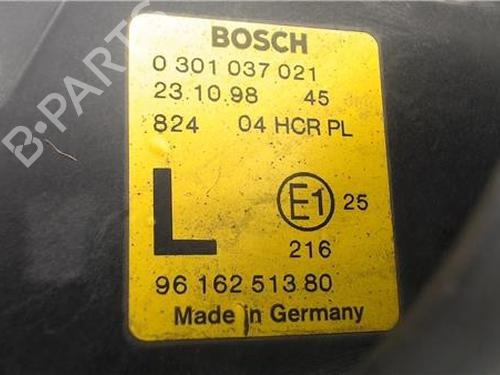 BOSCH
0 301 037 021
23.10.98 45
824 04 HCR PL
L E1 25
216
96 162 513 80
Made in Germany
B-PARTS